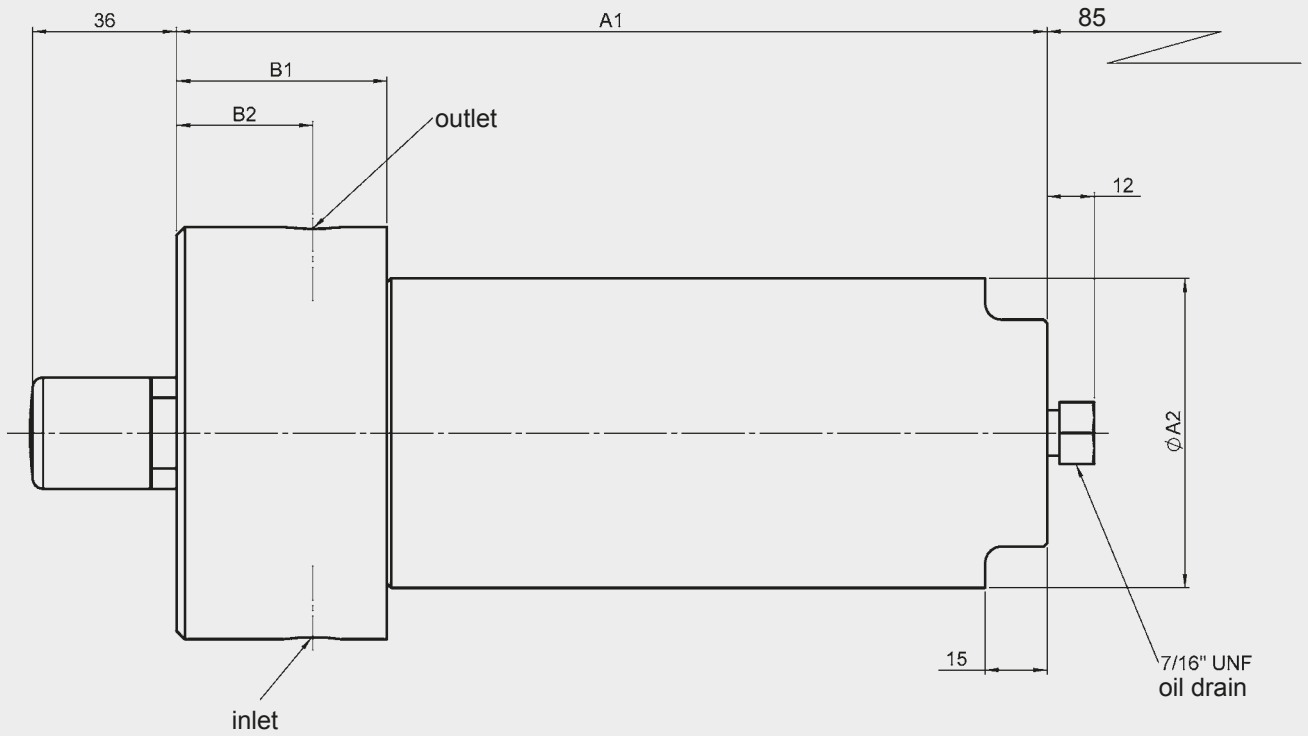 36
A1
85
B1
B2
outlet
12
ϕA2
15
7/16" UNF
oil drain
inlet